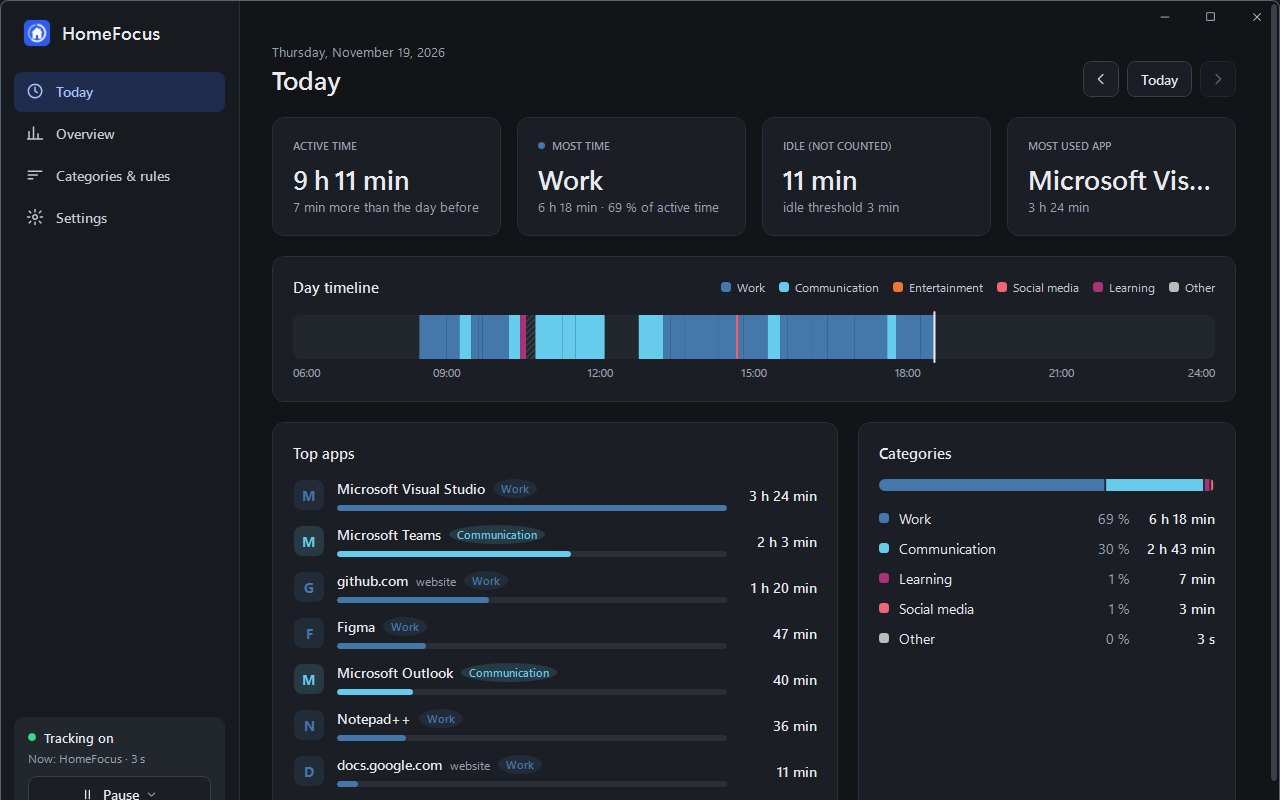 HomeFocus
Today
Overview
Categories & rules
Settings
Tracking on
Now: HomeFocus · 3 s
Pause
Thursday, November 19, 2026
Today
Today
ACTIVE TIME
9 h 11 min
7 min more than the day before
MOST TIME
Work
6 h 18 min · 69 % of active time
IDLE (NOT COUNTED)
11 min
idle threshold 3 min
MOST USED APP
Microsoft Vis...
3 h 24 min
Day timeline
Work Communication Entertainment Social media Learning Other
06:00 09:00 12:00 15:00 18:00 21:00 24:00
Top apps
M Microsoft Visual Studio Work 3 h 24 min
M Microsoft Teams Communication 2 h 3 min
G github.com website Work 1 h 20 min
F Figma Work 47 min
M Microsoft Outlook Communication 40 min
N Notepad++ Work 36 min
D docs.google.com website Work 11 min
Categories
Work 69 % 6 h 18 min
Communication 30 % 2 h 43 min
Learning 1 % 7 min
Social media 1 % 3 min
Other 0 % 3 s